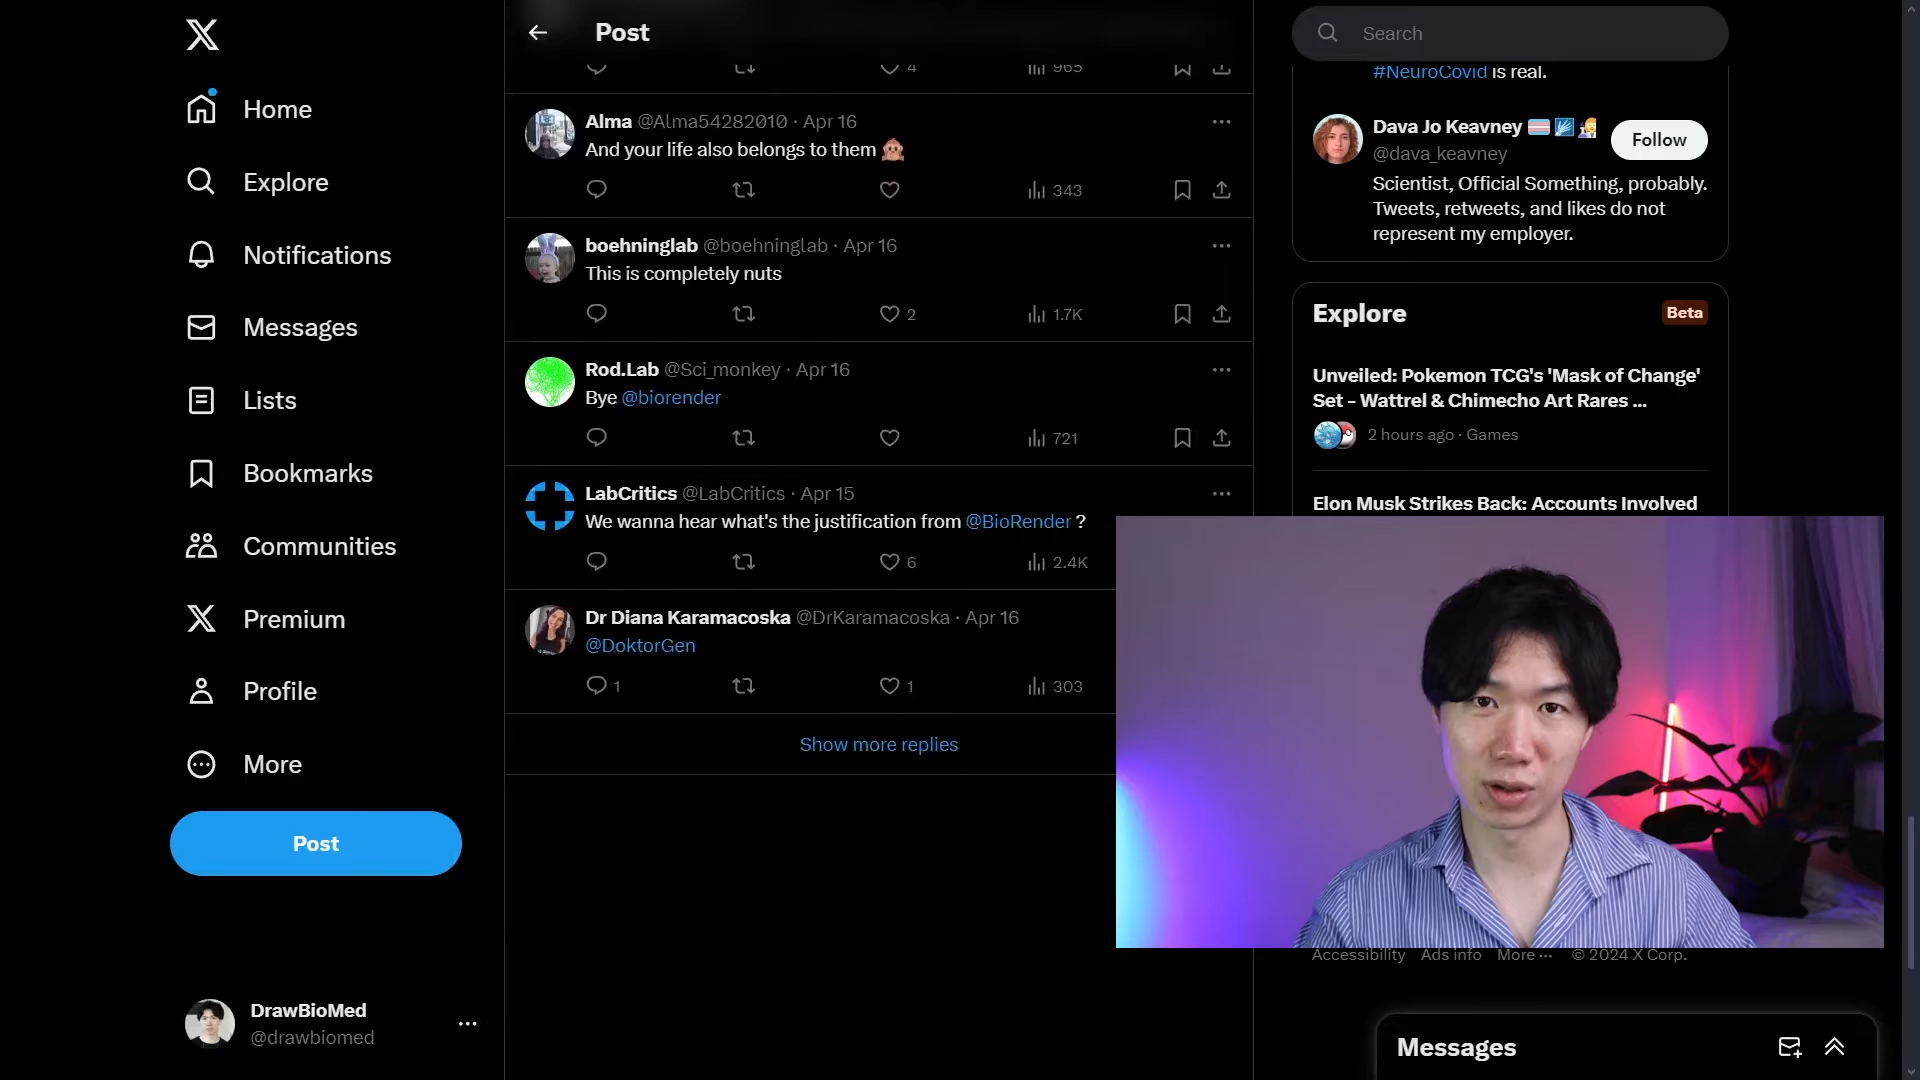 Home
Explore
Notifications
Messages
Lists
Bookmarks
Communities
Premium
Profile
More
Post
DrawBioMed
@drawbiomed
Post
4 965
Alma @Alma54282010 · Apr 16
And your life also belongs to them 🙊
343
boehninglab @boehninglab · Apr 16
This is completely nuts
2 1.7K
Rod.Lab @Sci_monkey · Apr 16
Bye @biorender
721
LabCritics @LabCritics · Apr 15
We wanna hear what's the justification from @BioRender ?
6 2.4K
Dr Diana Karamacoska @DrKaramacoska · Apr 16
@DoktorGen
1 1 303
Show more replies
Search
#NeuroCovid is real.
Dava Jo Keavney
@dava_keavney
Follow
Scientist, Official Something, probably.
Tweets, retweets, and likes do not
represent my employer.
Explore Beta
Unveiled: Pokemon TCG's 'Mask of Change'
Set – Wattrel & Chimecho Art Rares ...
2 hours ago · Games
Elon Musk Strikes Back: Accounts Involved
Accessibility Ads info More ··· © 2024 X Corp.
Messages